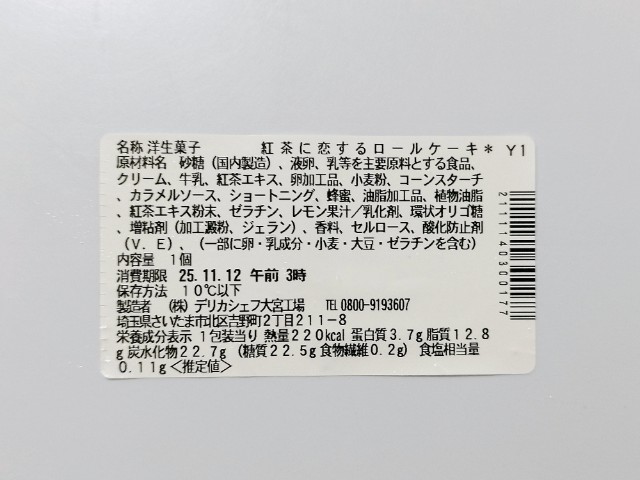 名称 洋生菓子　紅茶に恋するロールケーキ＊ Y1
原材料名 砂糖（国内製造）、液卵、乳等を主要原料とする食品、
クリーム、牛乳、紅茶エキス、卵加工品、小麦粉、コーンスターチ
、カラメルソース、ショートニング、蜂蜜、油脂加工品、植物油脂
、紅茶エキス粉末、ゼラチン、レモン果汁／乳化剤、環状オリゴ糖
、増粘剤（加工澱粉、ジェラン）、香料、セルロース、酸化防止剤
（V．E）、（一部に卵・乳成分・小麦・大豆・ゼラチンを含む）
内容量 1個
消費期限 25.11.12 午前 3時
保存方法 10℃以下
製造者 （株）デリカシェフ大宮工場 TEL 0800-9193607
埼玉県さいたま市北区吉野町2丁目211-8
栄養成分表示 1包装当り 熱量220kcal 蛋白質3.7g 脂質12.8
g 炭水化物22.7g （糖質22.5g 食物繊維0.2g） 食塩相当量
0.11g＜推定値＞
2111140300177